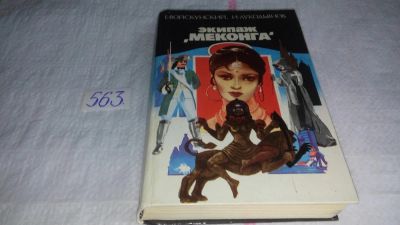 Е.ВОЙСКУНСКИЙ, И.ЛУКОДЬЯНОВ
ЭКИПАЖ
„МЕКОНГА“
563.